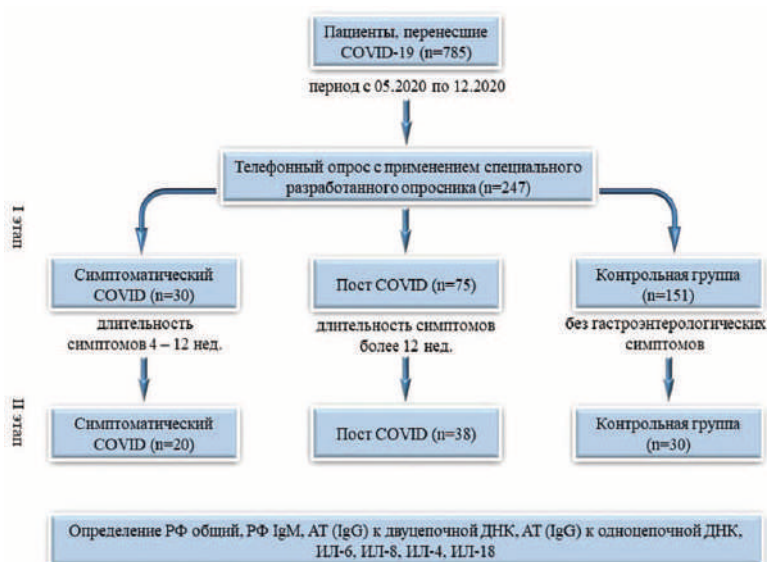 Пациенты, перенесшие
COVID-19 (n=785)
период с 05.2020 по 12.2020
Телефонный опрос с применением специального
разработанного опросника (n=247)
I этап
Симптоматический
COVID (n=30)
длительность
симптомов 4 – 12 нед.
Пост COVID (n=75)
длительность симптомов
более 12 нед.
Контрольная группа
(n=151)
без гастроэнтерологических
симптомов
II этап
Симптоматический
COVID (n=20)
Пост COVID (n=38)
Контрольная группа
(n=30)
Определение РФ общий, РФ IgM, АТ (IgG) к двуцепочной ДНК, АТ (IgG) к одноцепочной ДНК,
ИЛ-6, ИЛ-8, ИЛ-4, ИЛ-18